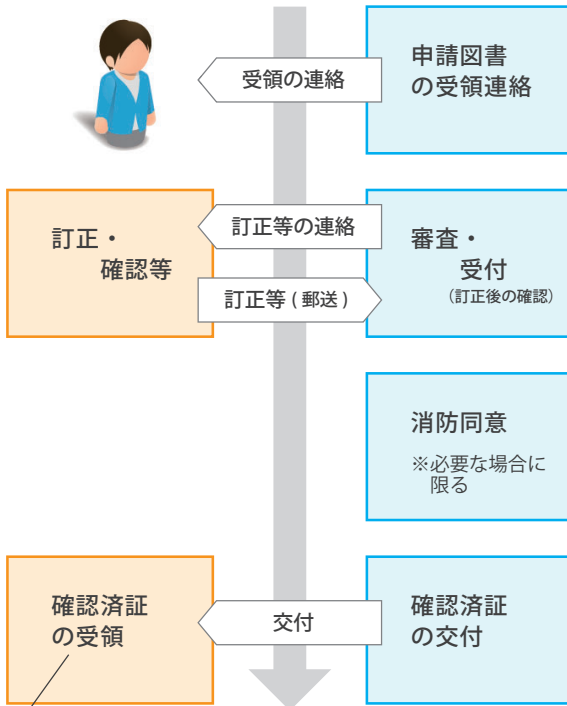 受領の連絡
申請図書
の受領連絡
訂正・
確認等
訂正等の連絡
訂正等 ( 郵送 )
審査・
受付
(訂正後の確認)
消防同意
※必要な場合に
限る
確認済証
の受領
交付
確認済証
の交付